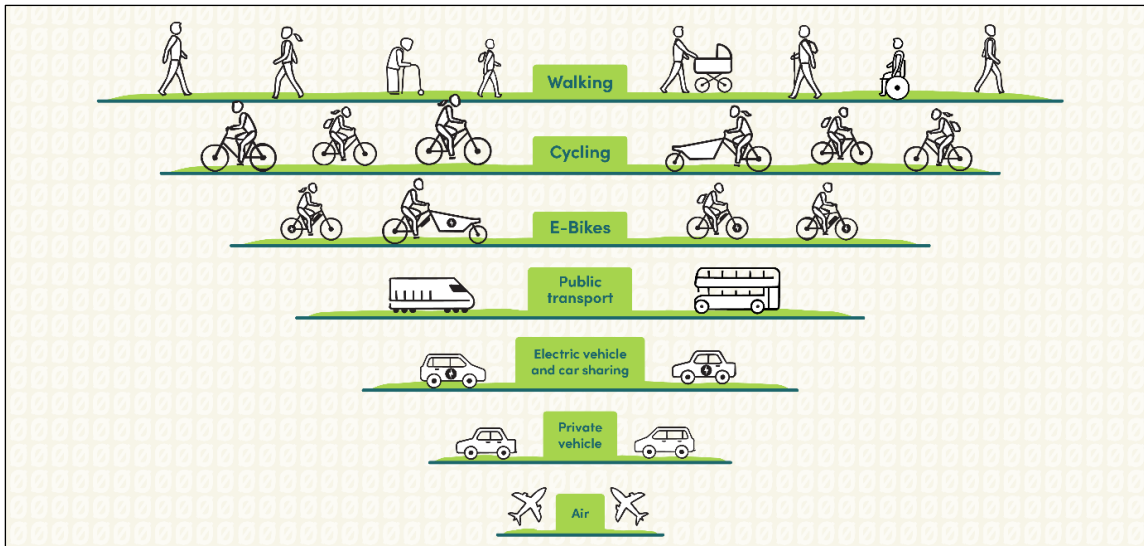 Walking
Cycling
E-Bikes
Public
transport
Electric vehicle
and car sharing
Private
vehicle
Air